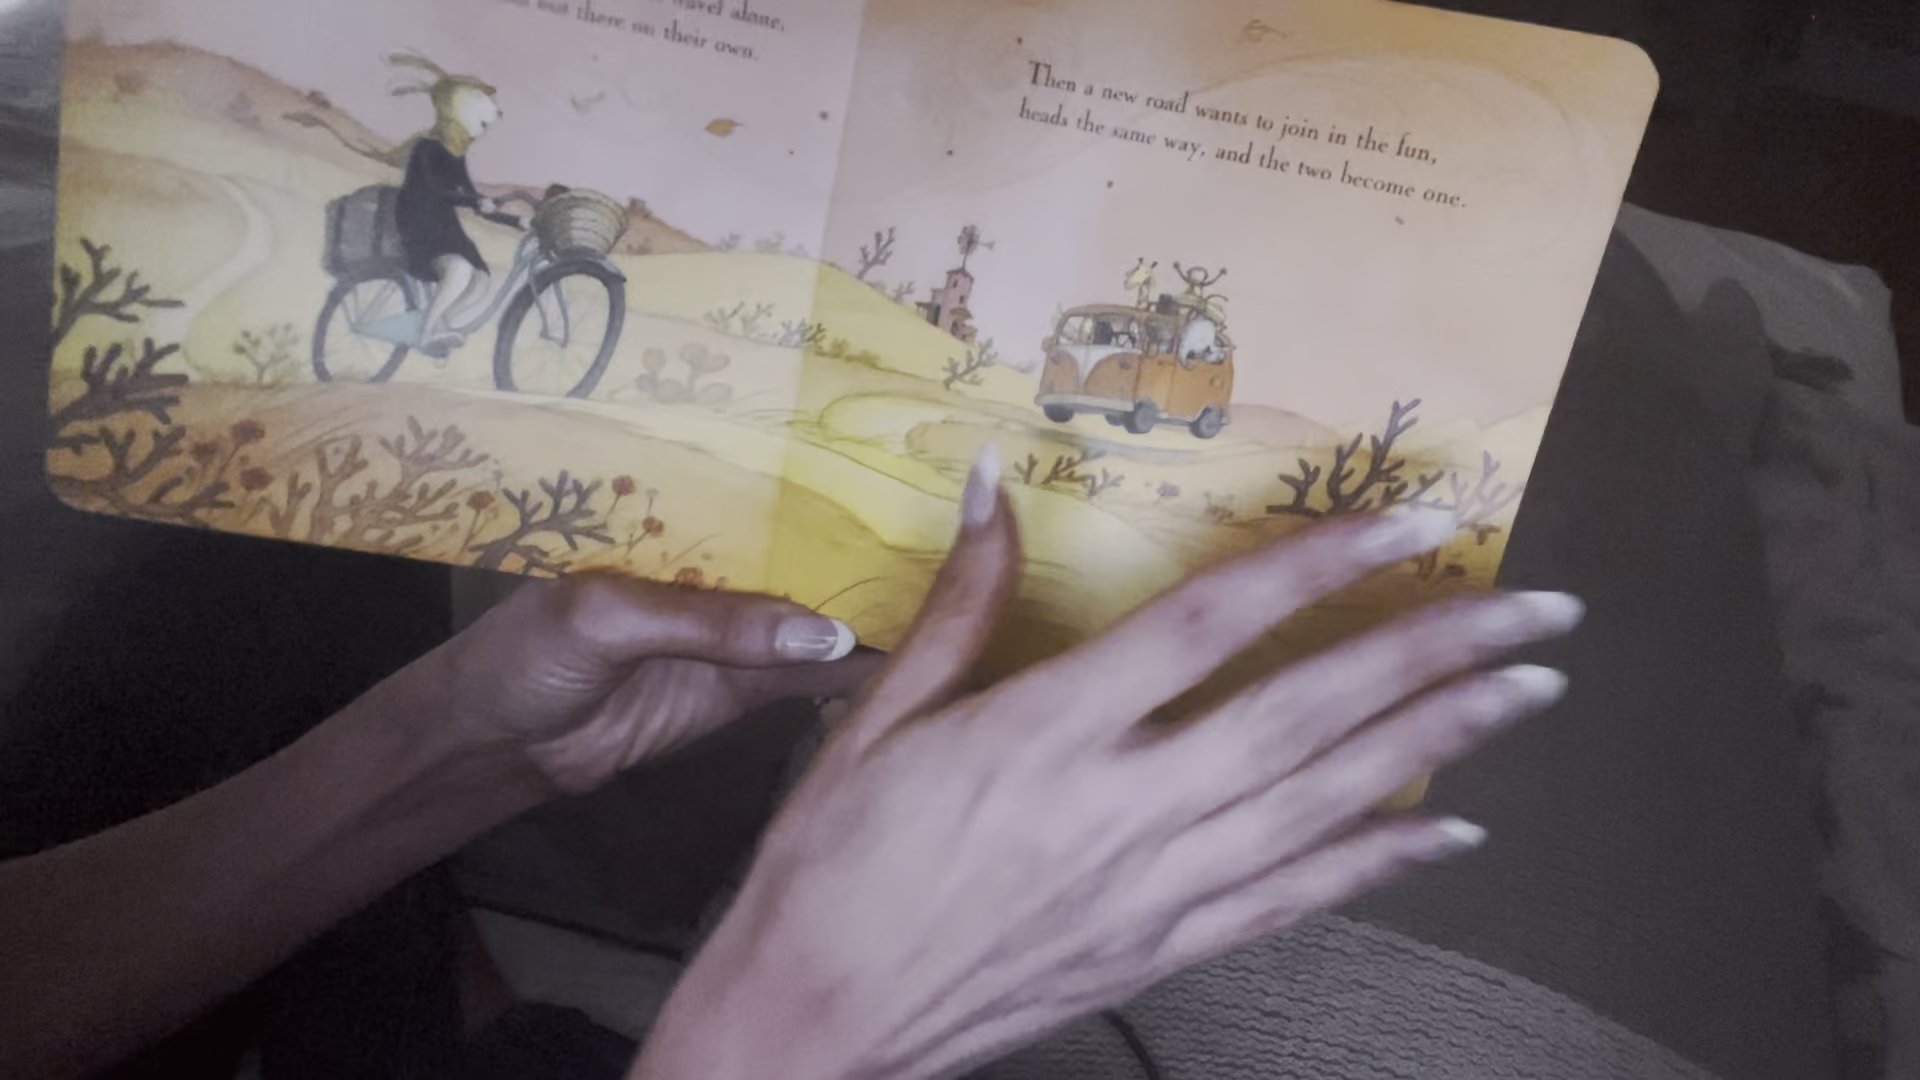 travel alone,
out there on their own.
Then a new road wants to join in the fun,
heads the same way, and the two become one.